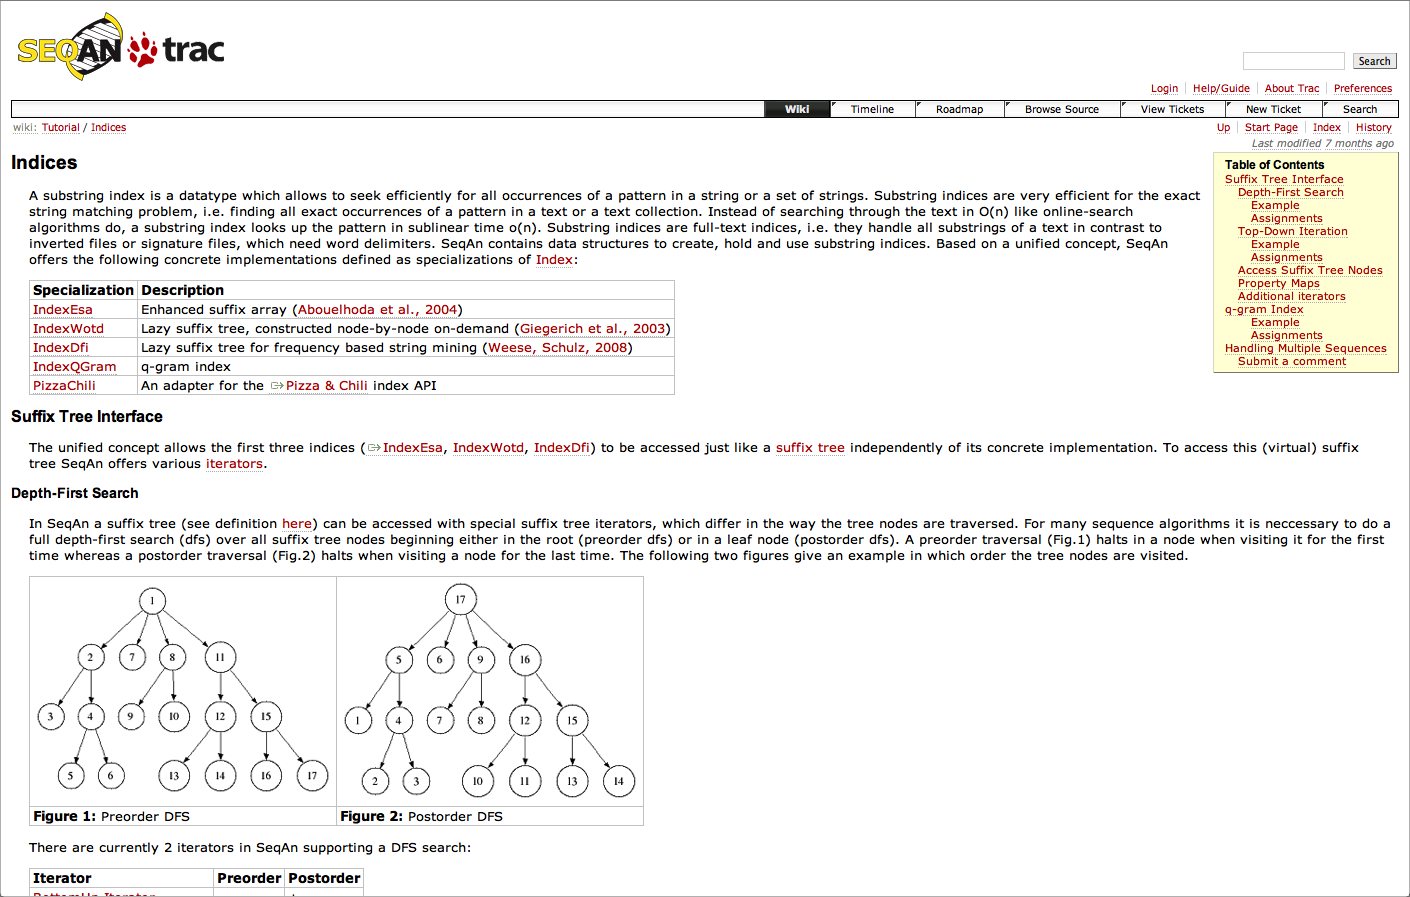 SEQAN trac
Search
Login Help/Guide About Trac Preferences
Wiki Timeline Roadmap Browse Source View Tickets New Ticket Search
wiki: Tutorial / Indices
Up Start Page Index History
Last modified 7 months ago
Indices
A substring index is a datatype which allows to seek efficiently for all occurrences of a pattern in a string or a set of strings. Substring indices are very efficient for the exact
string matching problem, i.e. finding all exact occurrences of a pattern in a text or a text collection. Instead of searching through the text in O(n) like online-search
algorithms do, a substring index looks up the pattern in sublinear time o(n). Substring indices are full-text indices, i.e. they handle all substrings of a text in contrast to
inverted files or signature files, which need word delimiters. SeqAn contains data structures to create, hold and use substring indices. Based on a unified concept, SeqAn
offers the following concrete implementations defined as specializations of Index:
Table of Contents
Suffix Tree Interface
Depth-First Search
Example
Assignments
Top-Down Iteration
Example
Assignments
Access Suffix Tree Nodes
Property Maps
Additional iterators
q-gram Index
Example
Assignments
Handling Multiple Sequences
Submit a comment
Specialization Description
IndexEsa Enhanced suffix array (Abouelhoda et al., 2004)
IndexWotd Lazy suffix tree, constructed node-by-node on-demand (Giegerich et al., 2003)
IndexDfi Lazy suffix tree for frequency based string mining (Weese, Schulz, 2008)
IndexQGram q-gram index
PizzaChili An adapter for the Pizza & Chili index API
Suffix Tree Interface
The unified concept allows the first three indices (IndexEsa, IndexWotd, IndexDfi) to be accessed just like a suffix tree independently of its concrete implementation. To access this (virtual) suffix
tree SeqAn offers various iterators.
Depth-First Search
In SeqAn a suffix tree (see definition here) can be accessed with special suffix tree iterators, which differ in the way the tree nodes are traversed. For many sequence algorithms it is neccessary to do a
full depth-first search (dfs) over all suffix tree nodes beginning either in the root (preorder dfs) or in a leaf node (postorder dfs). A preorder traversal (Fig.1) halts in a node when visiting it for the first
time whereas a postorder traversal (Fig.2) halts when visiting a node for the last time. The following two figures give an example in which order the tree nodes are visited.
1
2 7 8 11
3 4 9 10 12 15
5 6 13 14 16 17
Figure 1: Preorder DFS
17
5 6 9 16
1 4 7 8 12 15
2 3 10 11 13 14
Figure 2: Postorder DFS
There are currently 2 iterators in SeqAn supporting a DFS search:
Iterator Preorder Postorder